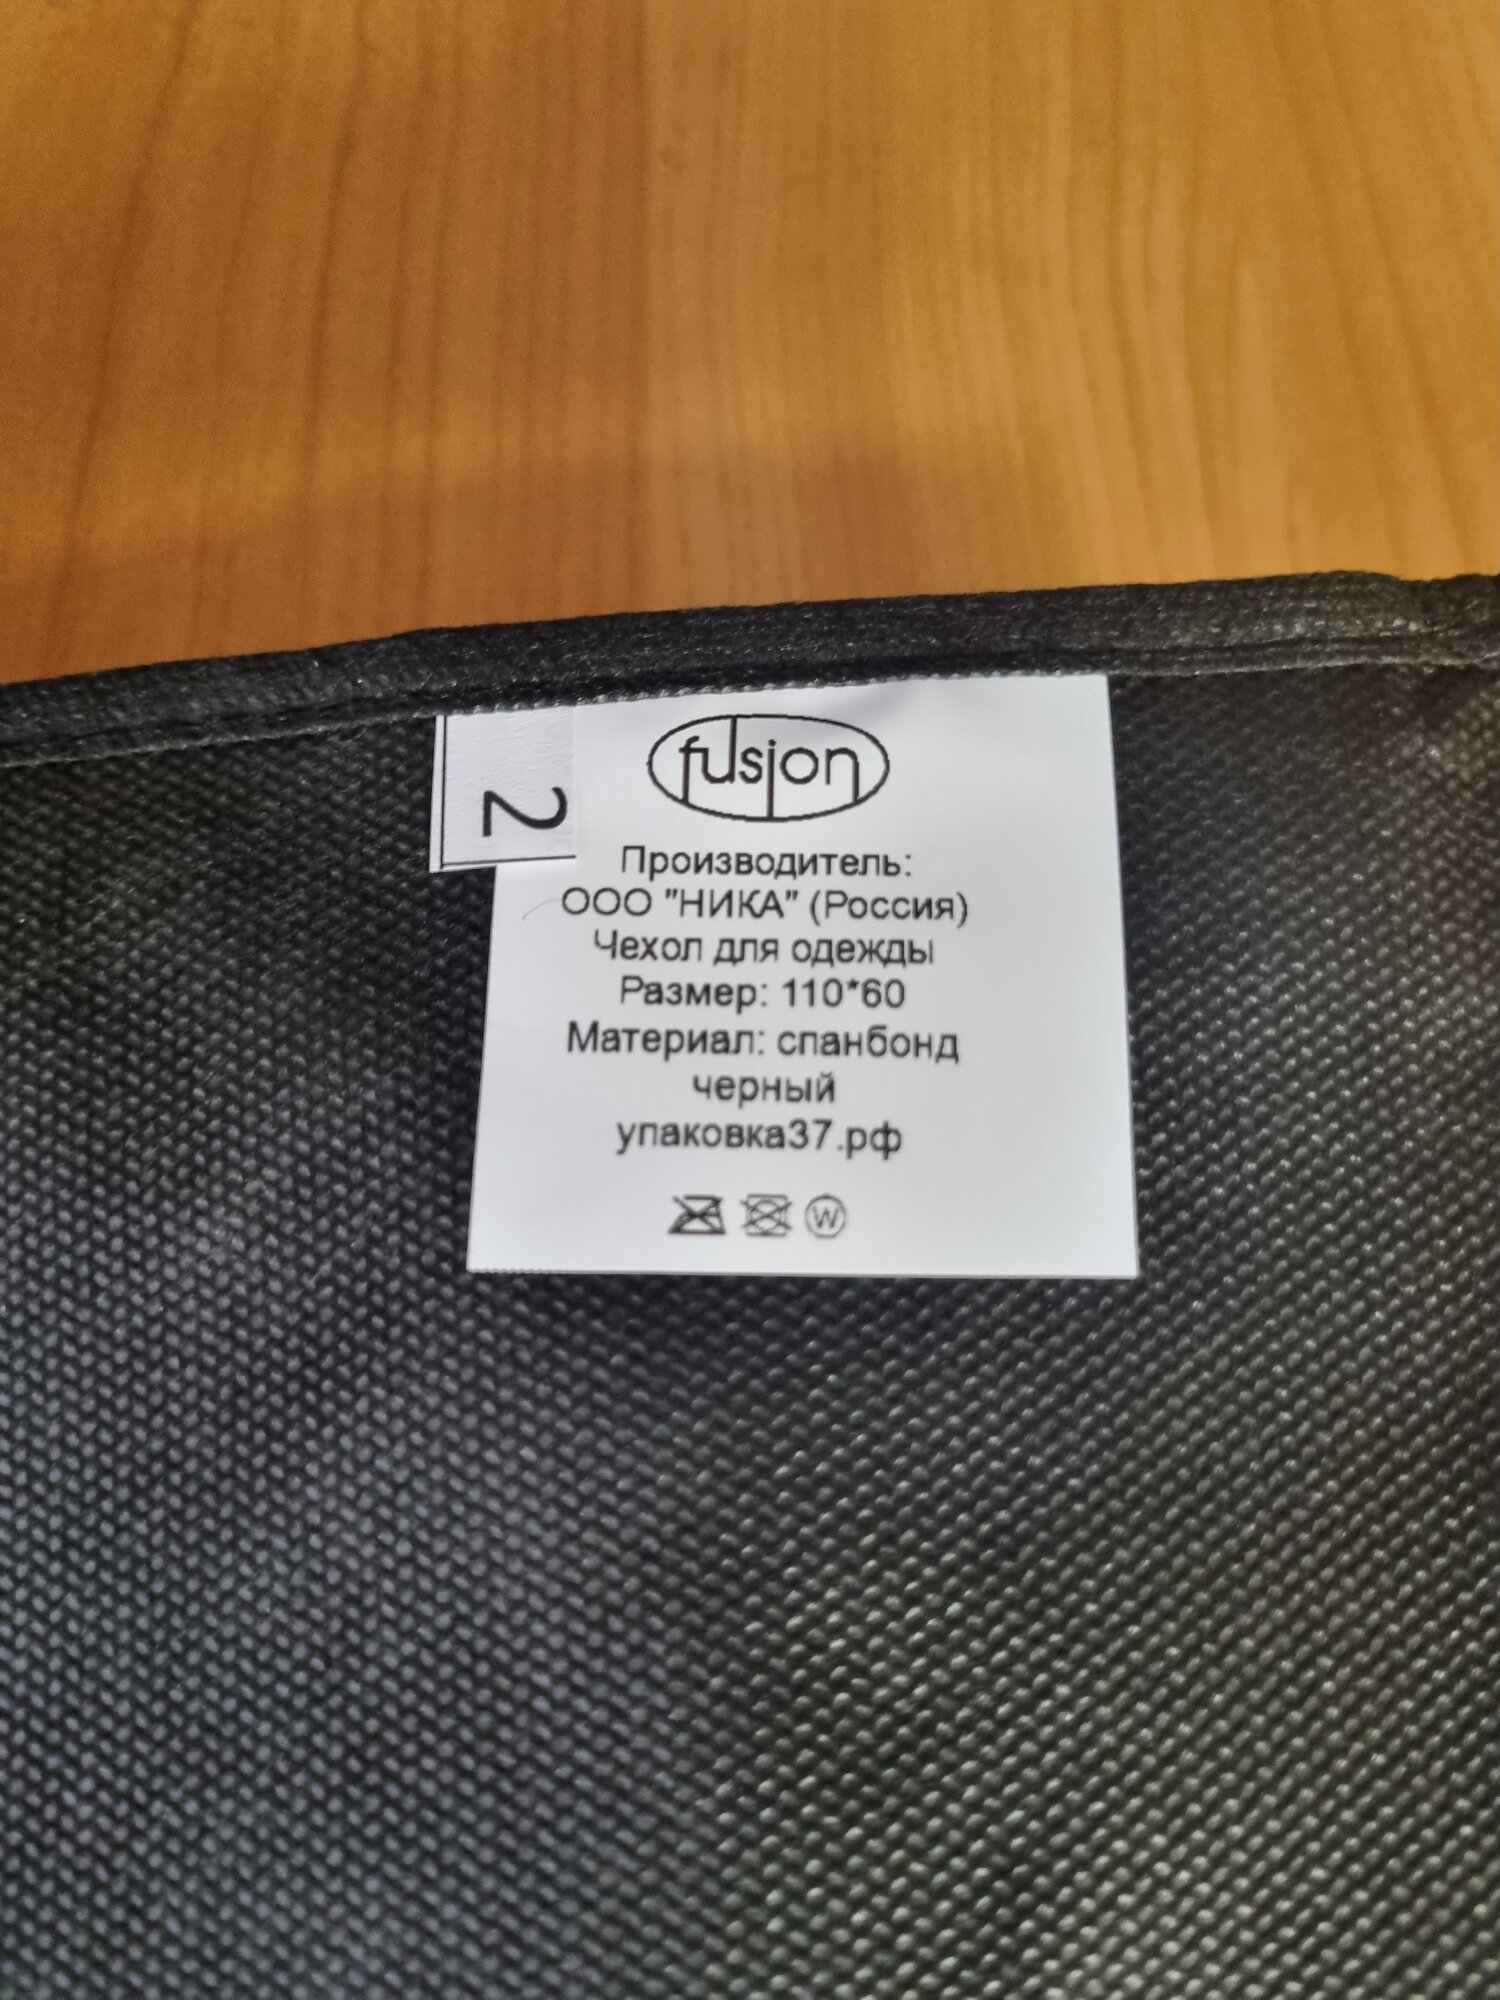 fusion
2
Производитель:
ООО "НИКА" (Россия)
Чехол для одежды
Размер: 110*60
Материал: спанбонд
черный
упаковка37.рф
W